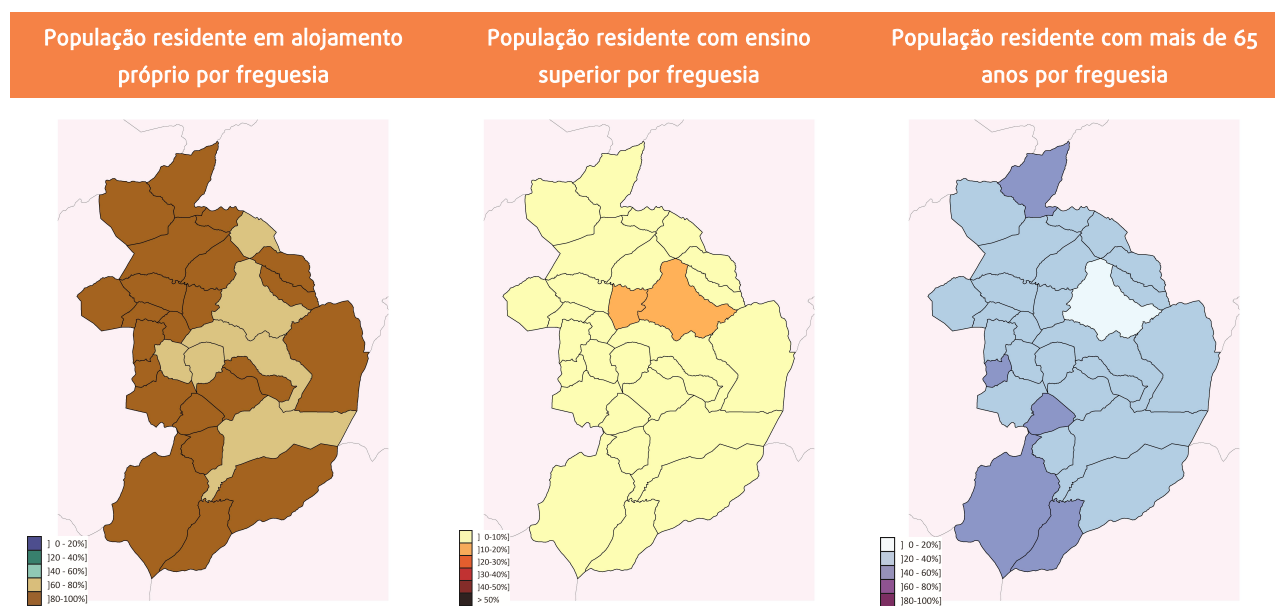 População residente em alojamento
próprio por freguesia
População residente com ensino
superior por freguesia
População residente com mais de 65
anos por freguesia
] 0 - 20%]
]20 - 40%]
]40 - 60%]
]60 - 80%]
]80-100%]
] 0-10%]
]10-20%]
]20-30%]
]30-40%]
]40-50%]
> 50%
] 0 - 20%]
]20 - 40%]
]40 - 60%]
]60 - 80%]
]80-100%]